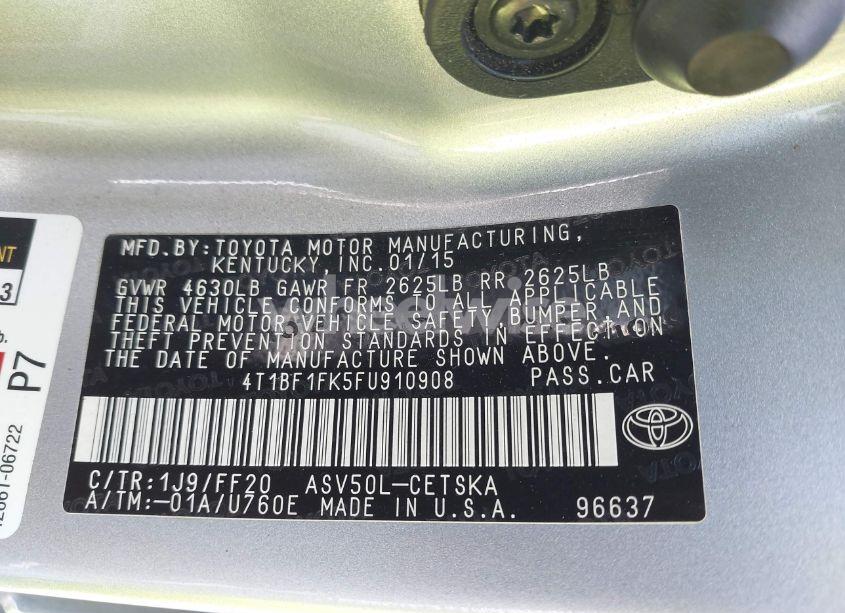 MFD.BY:TOYOTA MOTOR MANUFACTURING,
KENTUCKY, INC.01/15
GVWR 4630LB GAWR FR 2625LB RR 2625LB
THIS VEHICLE CONFORMS TO ALL APPLICABLE
FEDERAL MOTOR VEHICLE SAFETY, BUMPER, AND
THEFT PREVENTION STANDARDS IN EFFECT ON
THE DATE OF MANUFACTURE SHOWN ABOVE.
4T1BF1FK5FU910908 PASS.CAR
C/TR:1J9/FF20 ASV50L-CETSKA
A/TM:-01A/U760E MADE IN U.S.A. 96637
NT
3
P7